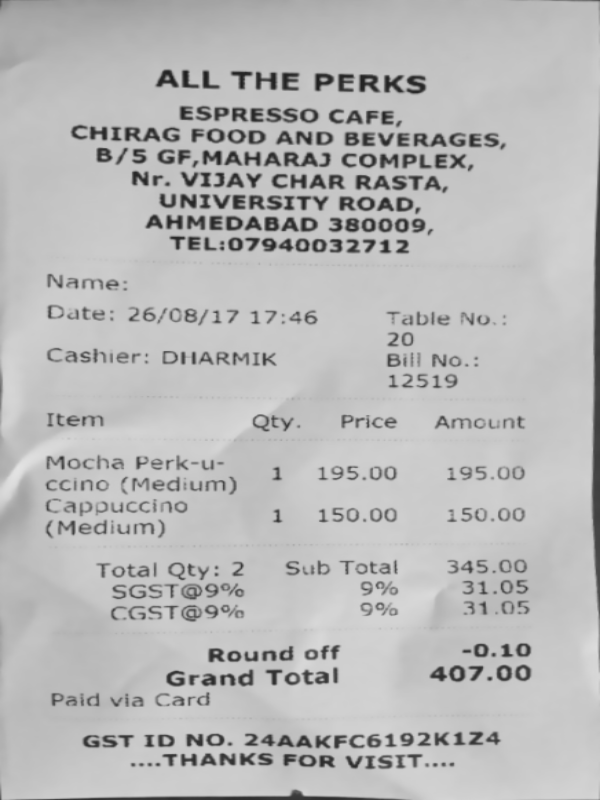 ALL THE PERKS
ESPRESSO CAFE,
CHIRAG FOOD AND BEVERAGES,
B/5 GF,MAHARAJ COMPLEX,
Nr. VIJAY CHAR RASTA,
UNIVERSITY ROAD,
AHMEDABAD 380009,
TEL:07940032712
Name:
Date: 26/08/17 17:46 Table No.:
20
Cashier: DHARMIK Bill No.:
12519
Item Qty. Price Amount
Mocha Perk-u-
ccino (Medium) 1 195.00 195.00
Cappuccino
(Medium) 1 150.00 150.00
Total Qty: 2 Sub Total 345.00
SGST@9% 9% 31.05
CGST@9% 9% 31.05
Round off -0.10
Grand Total 407.00
Paid via Card
GST ID NO. 24AAKFC6192K1Z4
....THANKS FOR VISIT....